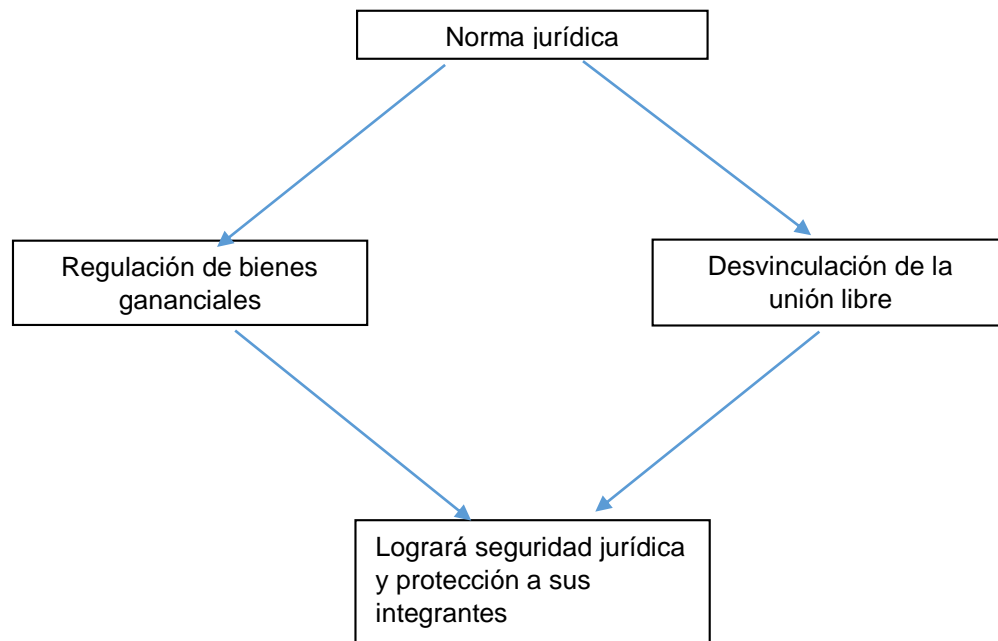 Norma jurídica
Regulación de bienes
gananciales
Desvinculación de la
unión libre
Logrará seguridad jurídica
y protección a sus
integrantes